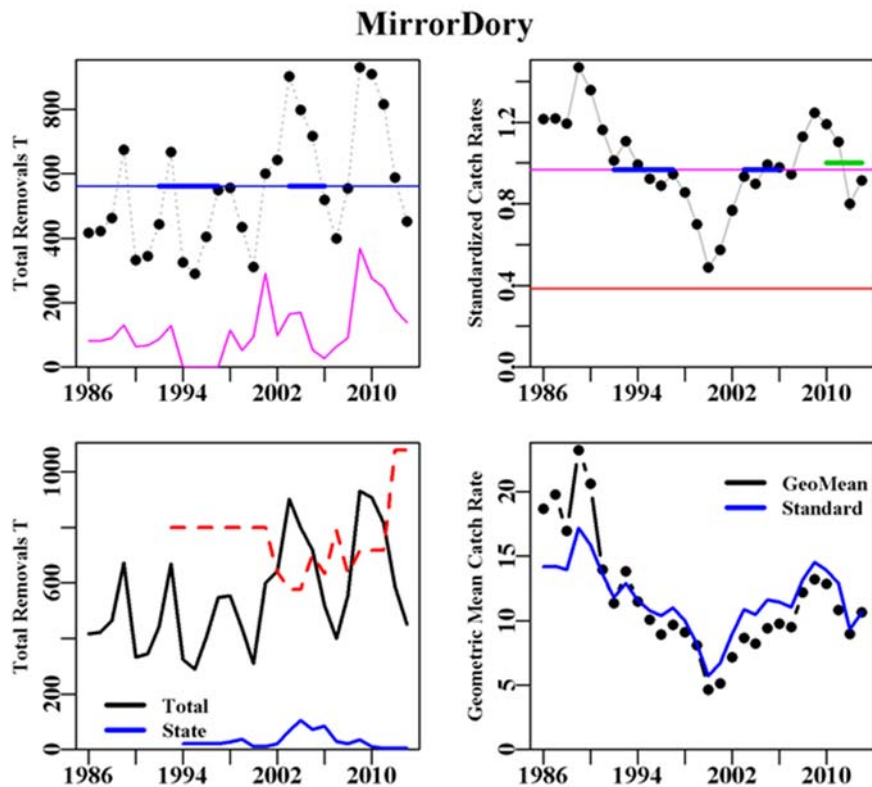 MirrorDory
Total Removals T
0 200 400 600 800
1986 1994 2002 2010
Standardized Catch Rates
0.0 0.4 0.8 1.2
1986 1994 2002 2010
Total Removals T
0 200 600 1000
Total
State
1986 1994 2002 2010
Geometric Mean Catch Rate
0 5 10 15 20
GeoMean
Standard
1986 1994 2002 2010